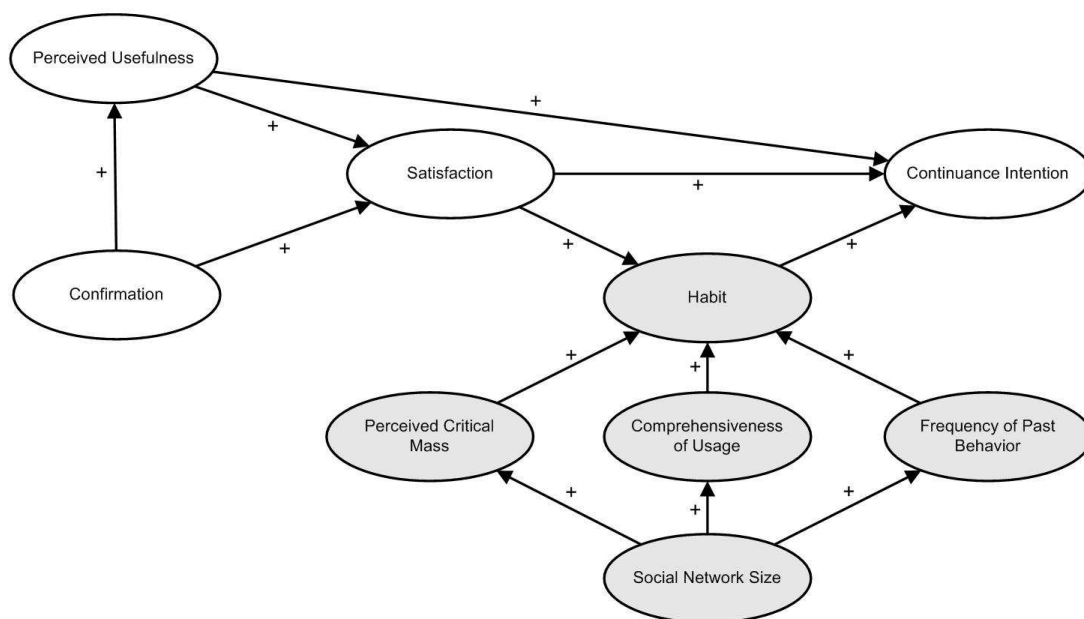 Perceived Usefulness
+
+
+
Satisfaction
Continuance Intention
+
+
+
+
+
Confirmation
Habit
+
+
+
Perceived Critical
Mass
Comprehensiveness
of Usage
Frequency of Past
Behavior
+
+
+
Social Network Size